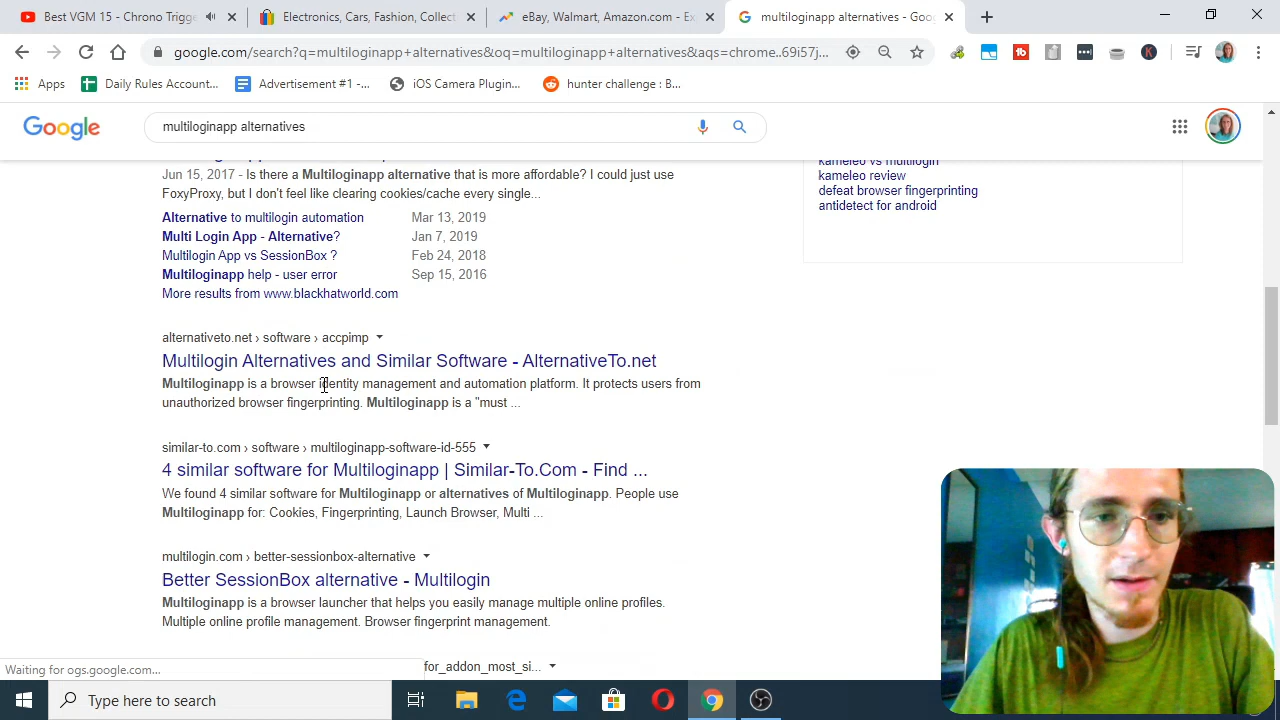 Best VGM 15 - Chrono Trigge
Electronics, Cars, Fashion, Collec
eBay, Walmart, Amazon.com - Ex
multiloginapp alternatives - Goo
google.com/search?q=multiloginapp+alternatives&oq=multiloginapp+alternatives&aqs=chrome..69i57j...
Apps
Daily Rules Account...
Advertisement #1 -...
iOS Camera Plugin...
hunter challenge : B...
Google
multiloginapp alternatives
kameleo vs multilogin
kameleo review
defeat browser fingerprinting
antidetect for android
Jun 15, 2017 - Is there a Multiloginapp alternative that is more affordable? I could just use
FoxyProxy, but I don't feel like clearing cookies/cache every single...
Alternative to multilogin automation Mar 13, 2019
Multi Login App - Alternative? Jan 7, 2019
Multilogin App vs SessionBox ? Feb 24, 2018
Multiloginapp help - user error Sep 15, 2016
More results from www.blackhatworld.com
alternativeto.net › software › accpimp
Multilogin Alternatives and Similar Software - AlternativeTo.net
Multiloginapp is a browser identity management and automation platform. It protects users from
unauthorized browser fingerprinting. Multiloginapp is a "must ...
similar-to.com › software › multiloginapp-software-id-555
4 similar software for Multiloginapp | Similar-To.Com - Find ...
We found 4 similar software for Multiloginapp or alternatives of Multiloginapp. People use
Multiloginapp for: Cookies, Fingerprinting, Launch Browser, Multi ...
multilogin.com › better-sessionbox-alternative
Better SessionBox alternative - Multilogin
Multiloginapp is a browser launcher that helps you easily manage multiple online profiles.
Multiple online profile management. Browser fingerprint management.
for_addon_most_si...
Waiting for ogs.google.com...
Type here to search